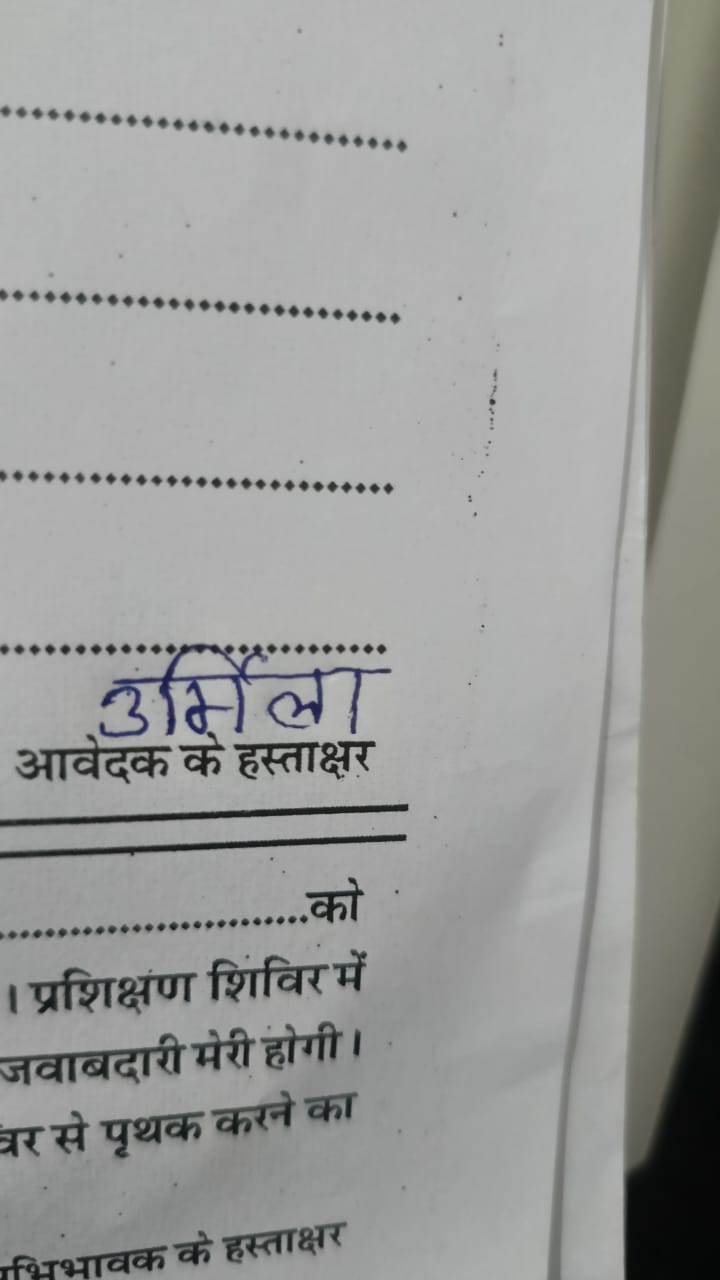 उर्मिला
आवेदक के हस्ताक्षर
को
। प्रशिक्षण शिविर में
जवाबदारी मेरी होगी।
से पृथक करने का
के हस्ताक्षर